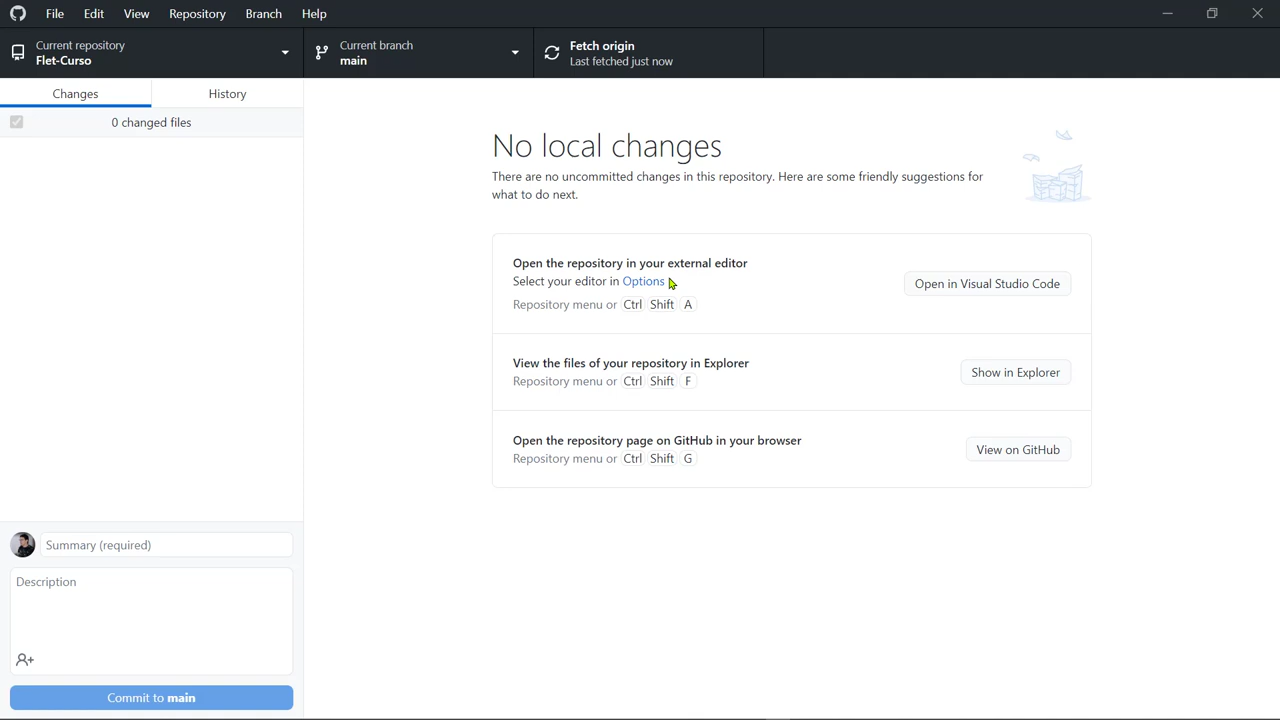 File Edit View Repository Branch Help
Current repository
Flet-Curso
Current branch
main
Fetch origin
Last fetched just now
Changes
History
0 changed files
No local changes
There are no uncommitted changes in this repository. Here are some friendly suggestions for
what to do next.
Open the repository in your external editor
Select your editor in Options
Repository menu or Ctrl Shift A
Open in Visual Studio Code
View the files of your repository in Explorer
Repository menu or Ctrl Shift F
Show in Explorer
Open the repository page on GitHub in your browser
Repository menu or Ctrl Shift G
View on GitHub
Summary (required)
Description
Commit to main